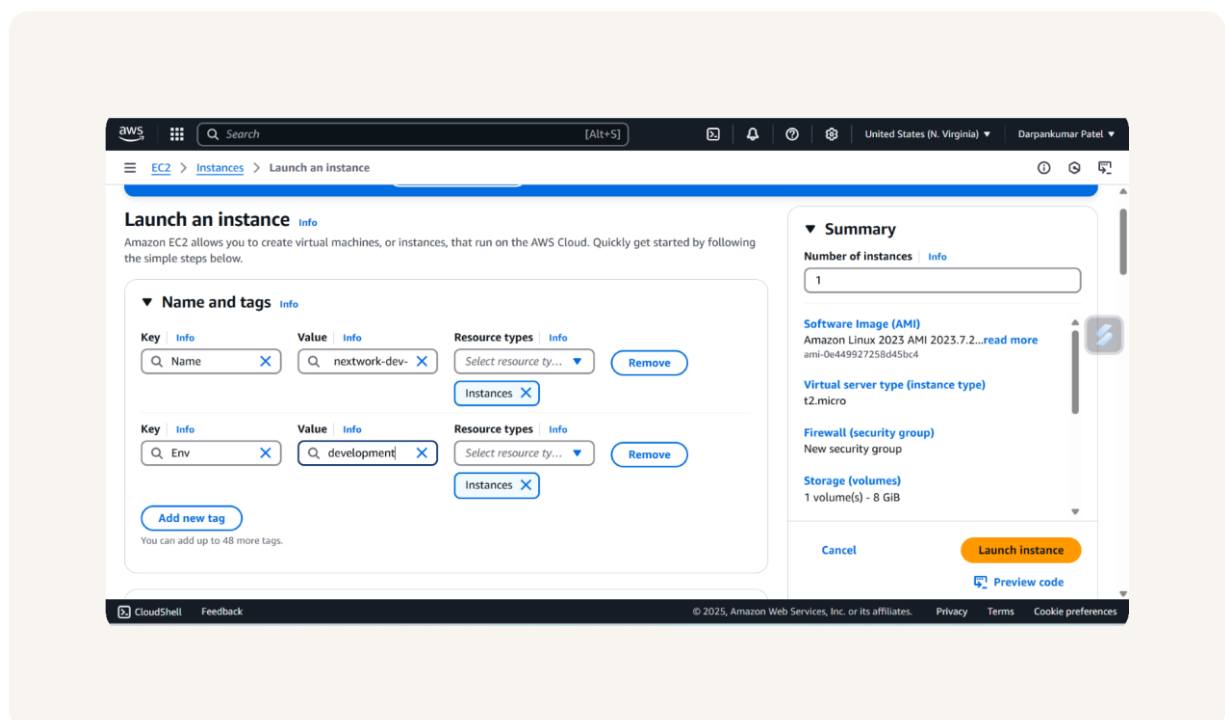 aws
Search [Alt+S]
United States (N. Virginia) Darpankumar Patel
EC2 > Instances > Launch an instance
Launch an instance Info
Amazon EC2 allows you to create virtual machines, or instances, that run on the AWS Cloud. Quickly get started by following
the simple steps below.
Name and tags Info
Key Info Value Info Resource types Info
Name nextwork-dev- Select resource ty... Remove
Instances
Key Info Value Info Resource types Info
Env development Select resource ty... Remove
Instances
Add new tag
You can add up to 48 more tags.
Summary
Number of instances Info
1
Software Image (AMI)
Amazon Linux 2023 AMI 2023.7.2...read more
ami-0e449927258d45bc4
Virtual server type (instance type)
t2.micro
Firewall (security group)
New security group
Storage (volumes)
1 volume(s) - 8 GiB
Cancel Launch instance
Preview code
CloudShell Feedback © 2025, Amazon Web Services, Inc. or its affiliates. Privacy Terms Cookie preferences